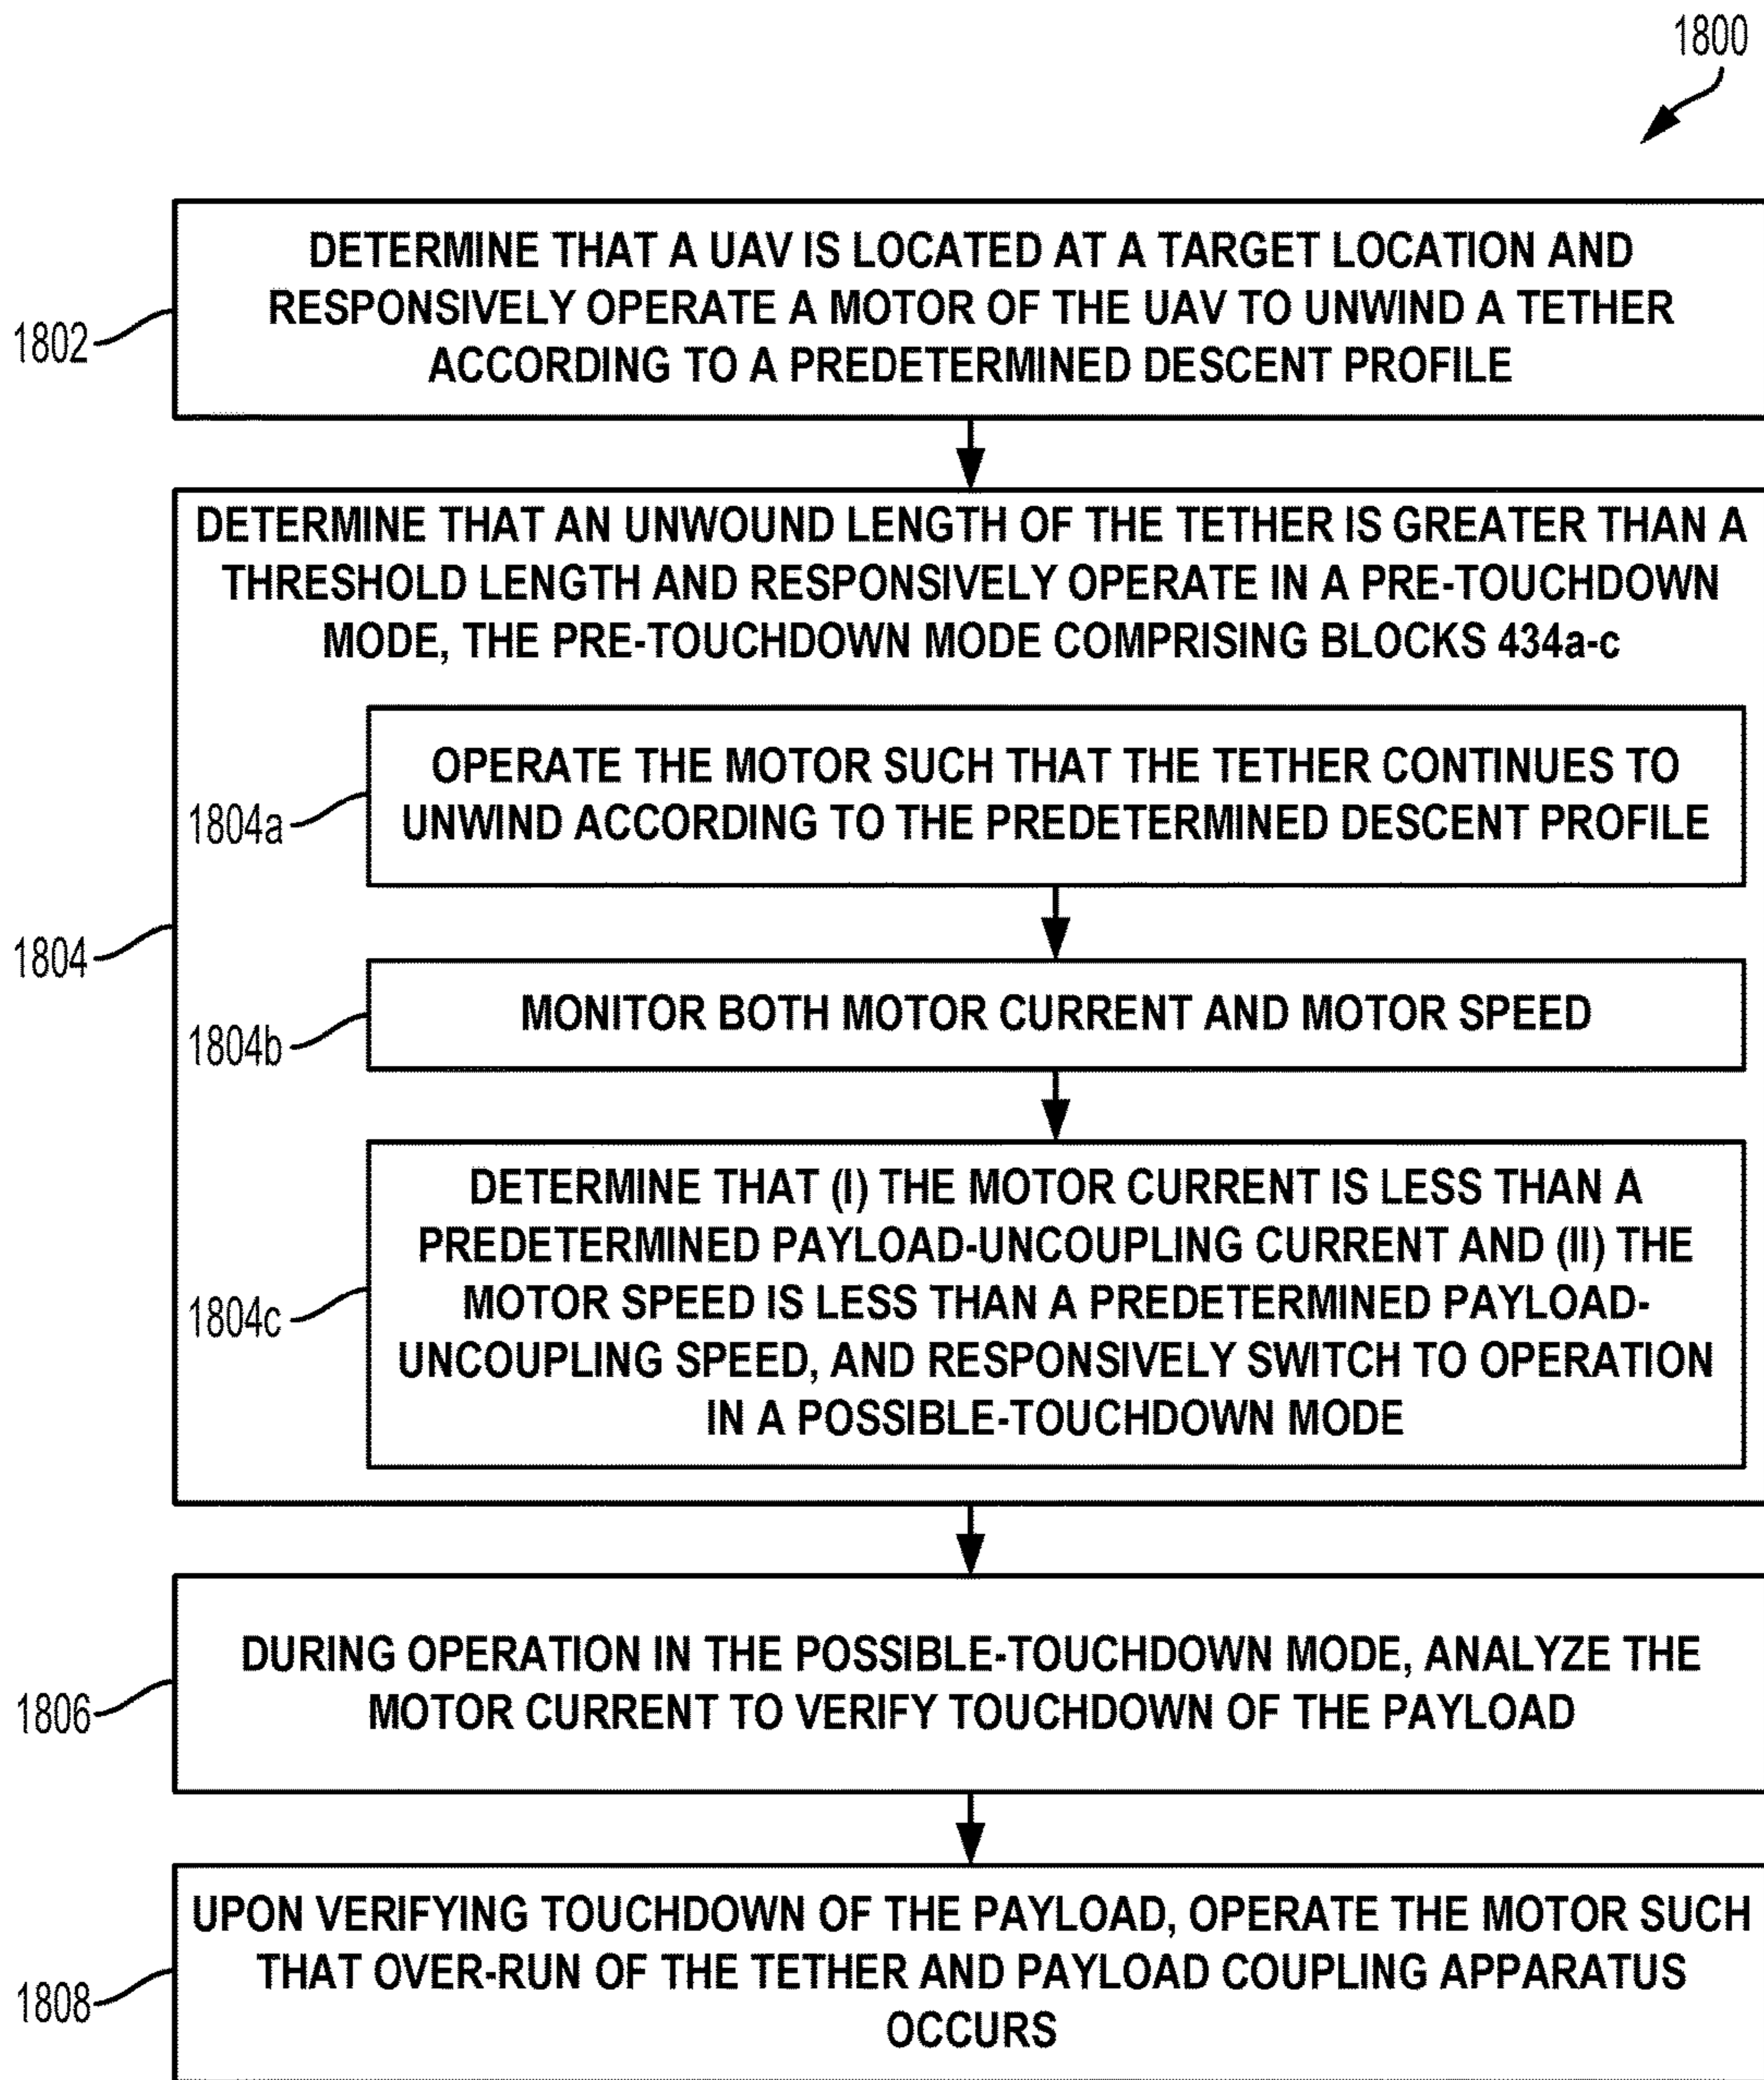 1800
DETERMINE THAT A UAV IS LOCATED AT A TARGET LOCATION AND
RESPONSIVELY OPERATE A MOTOR OF THE UAV TO UNWIND A TETHER
ACCORDING TO A PREDETERMINED DESCENT PROFILE
1802
DETERMINE THAT AN UNWOUND LENGTH OF THE TETHER IS GREATER THAN A
THRESHOLD LENGTH AND RESPONSIVELY OPERATE IN A PRE-TOUCHDOWN
MODE, THE PRE-TOUCHDOWN MODE COMPRISING BLOCKS 434a-c
1804
OPERATE THE MOTOR SUCH THAT THE TETHER CONTINUES TO
UNWIND ACCORDING TO THE PREDETERMINED DESCENT PROFILE
1804a
MONITOR BOTH MOTOR CURRENT AND MOTOR SPEED
1804b
DETERMINE THAT (I) THE MOTOR CURRENT IS LESS THAN A
PREDETERMINED PAYLOAD-UNCOUPLING CURRENT AND (II) THE
MOTOR SPEED IS LESS THAN A PREDETERMINED PAYLOAD-
UNCOUPLING SPEED, AND RESPONSIVELY SWITCH TO OPERATION
IN A POSSIBLE-TOUCHDOWN MODE
1804c
DURING OPERATION IN THE POSSIBLE-TOUCHDOWN MODE, ANALYZE THE
MOTOR CURRENT TO VERIFY TOUCHDOWN OF THE PAYLOAD
1806
UPON VERIFYING TOUCHDOWN OF THE PAYLOAD, OPERATE THE MOTOR SUCH
THAT OVER-RUN OF THE TETHER AND PAYLOAD COUPLING APPARATUS
OCCURS
1808